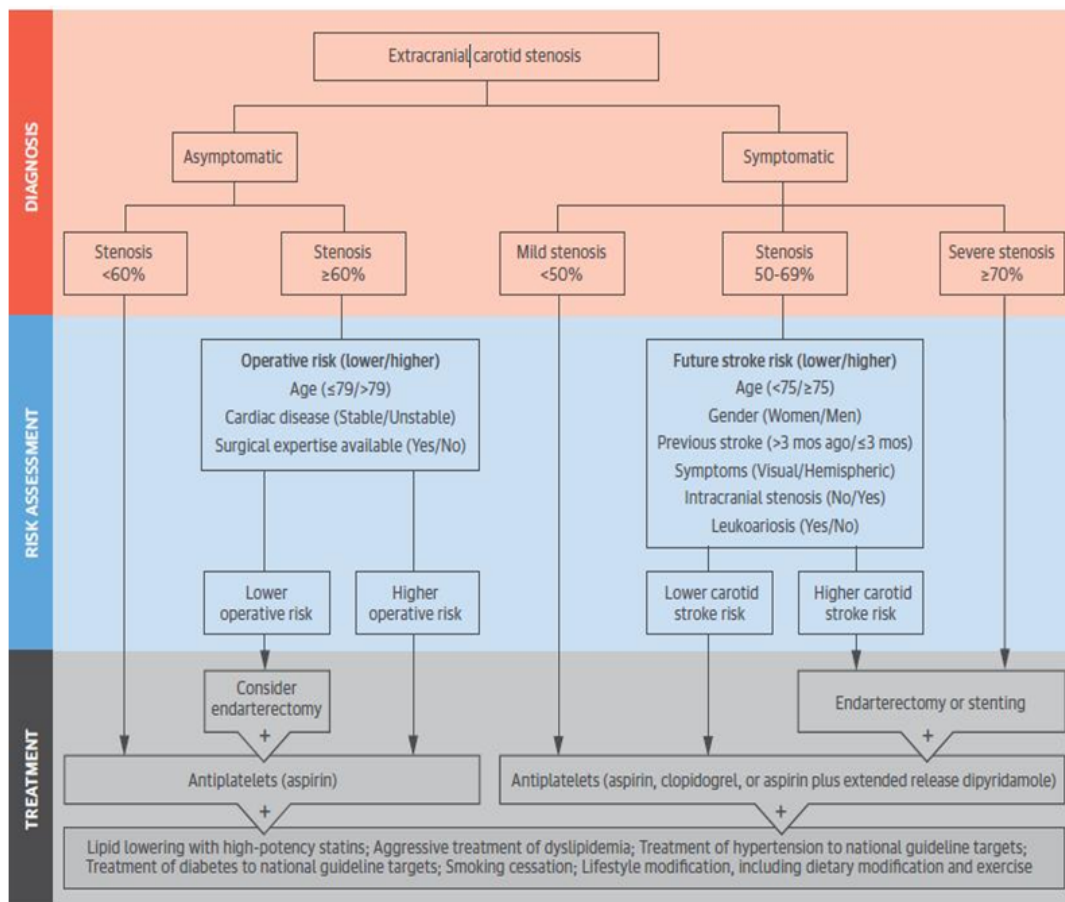 DIAGNOSIS
Extracranial carotid stenosis
Asymptomatic
Symptomatic
Stenosis
<60%
Stenosis
≥60%
Mild stenosis
<50%
Stenosis
50-69%
Severe stenosis
≥70%
RISK ASSESSMENT
Operative risk (lower/higher)
Age (≤79/>79)
Cardiac disease (Stable/Unstable)
Surgical expertise available (Yes/No)
Future stroke risk (lower/higher)
Age (<75/≥75)
Gender (Women/Men)
Previous stroke (>3 mos ago/≤3 mos)
Symptoms (Visual/Hemispheric)
Intracranial stenosis (No/Yes)
Leukoariosis (Yes/No)
Lower
operative risk
Higher
operative risk
Lower carotid
stroke risk
Higher carotid
stroke risk
TREATMENT
Consider
endarterectomy
+
Endarterectomy or stenting
+
Antiplatelets (aspirin)
+
Antiplatelets (aspirin, clopidogrel, or aspirin plus extended release dipyridamole)
+
Lipid lowering with high-potency statins; Aggressive treatment of dyslipidemia; Treatment of hypertension to national guideline targets;
Treatment of diabetes to national guideline targets; Smoking cessation; Lifestyle modification, including dietary modification and exercise